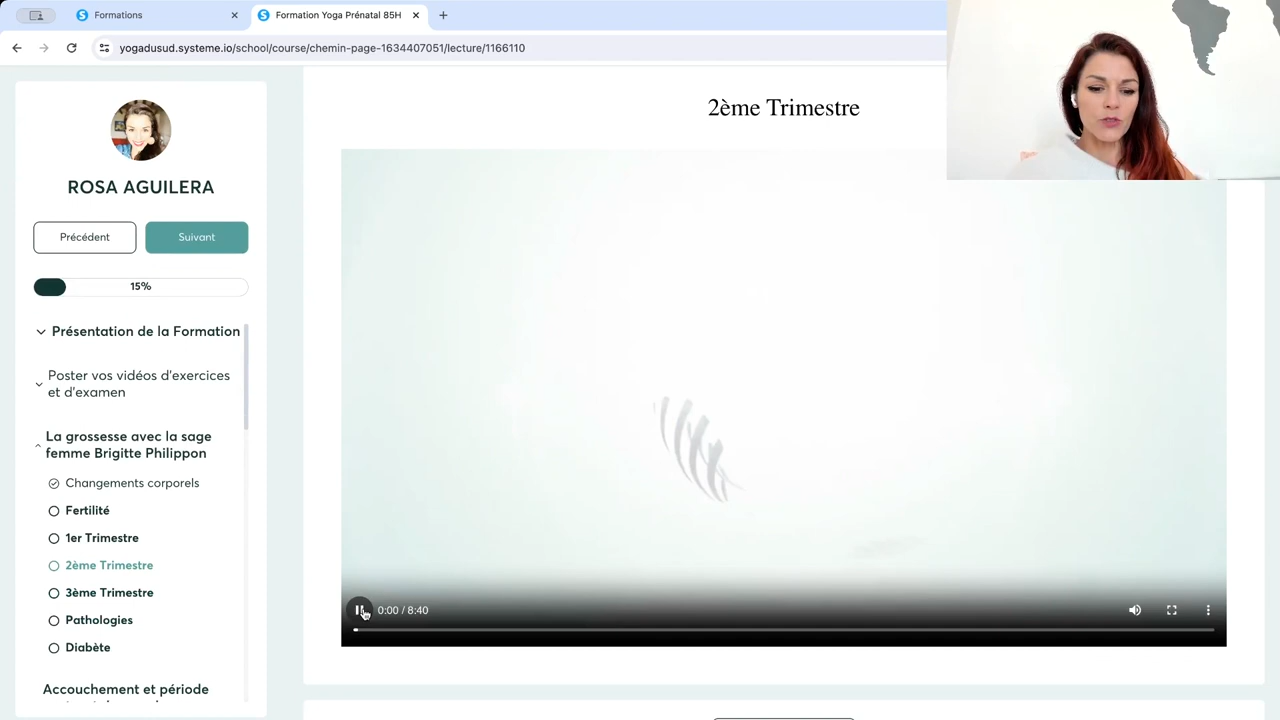 Formations
Formation Yoga Prénatal 85H
yogadusud.systeme.io/school/course/chemin-page-1634407051/lecture/1166110
2ème Trimestre
ROSA AGUILERA
Précédent
Suivant
15%
Présentation de la Formation
Poster vos vidéos d'exercices
et d'examen
La grossesse avec la sage
femme Brigitte Philippon
Changements corporels
Fertilité
1er Trimestre
2ème Trimestre
3ème Trimestre
Pathologies
Diabète
Accouchement et période
0:00 / 8:40